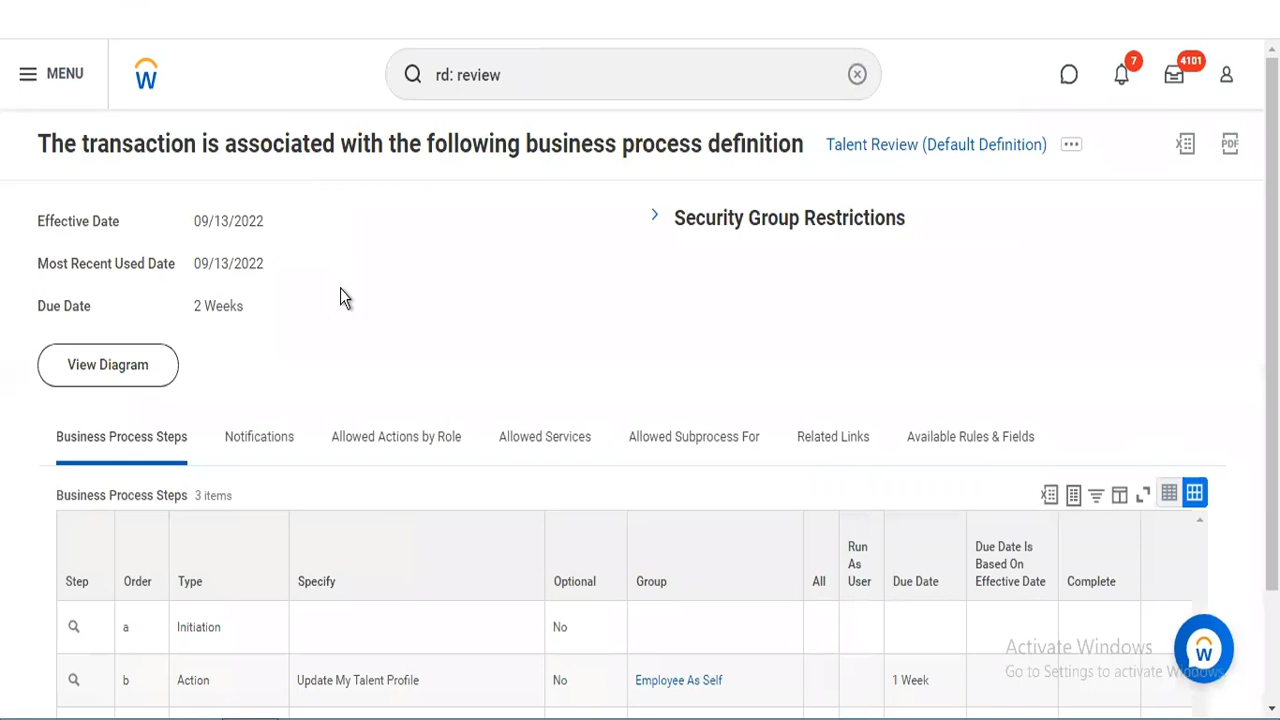 MENU
rd: review
7
4101
The transaction is associated with the following business process definition
Talent Review (Default Definition)
PDF
Effective Date 09/13/2022
Security Group Restrictions
Most Recent Used Date 09/13/2022
Due Date 2 Weeks
View Diagram
Business Process Steps Notifications Allowed Actions by Role Allowed Services Allowed Subprocess For Related Links Available Rules & Fields
Business Process Steps 3 items
Step Order Type Specify Optional Group All Run As User Due Date Due Date Is Based On Effective Date Complete
a Initiation No
b Action Update My Talent Profile No Employee As Self 1 Week
Activate Windows
Go to Settings to activate Windows.